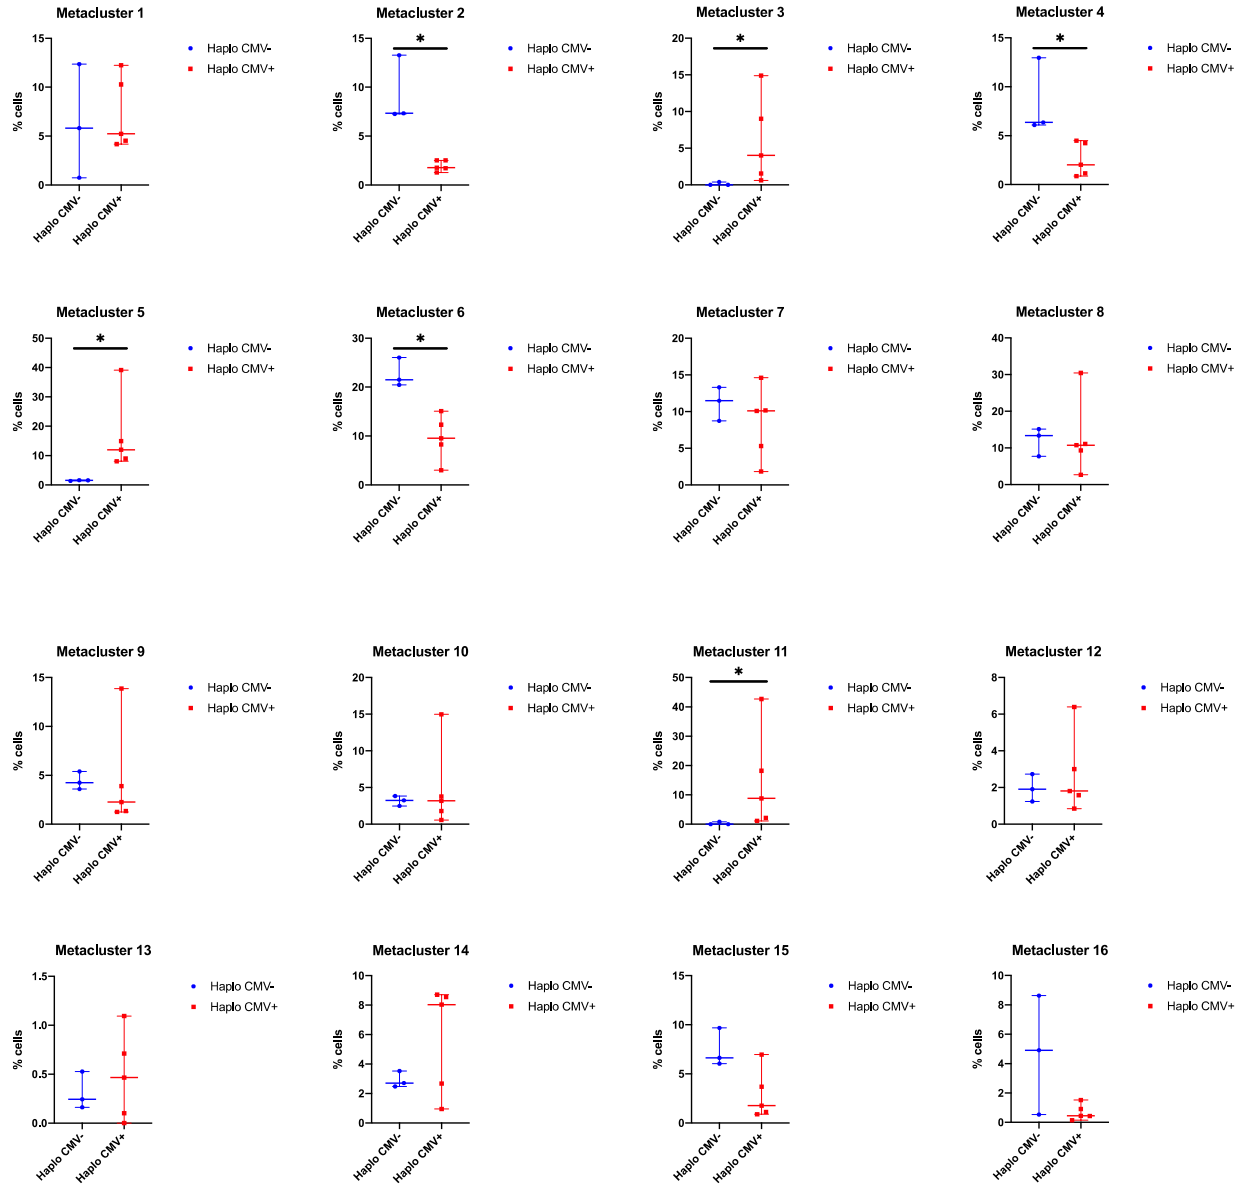 Metacluster 1
*
Metacluster 2
*
Metacluster 3
*
Metacluster 4
15
10
5
0
% cells
Haplo CMV-
Haplo CMV+
Haplo CMV-
Haplo CMV+
15
10
5
0
% cells
Haplo CMV-
Haplo CMV+
Haplo CMV-
Haplo CMV+
20
15
10
5
0
% cells
Haplo CMV-
Haplo CMV+
Haplo CMV-
Haplo CMV+
15
10
5
0
% cells
Haplo CMV-
Haplo CMV+
Haplo CMV-
Haplo CMV+
Metacluster 5
*
50
40
30
20
10
0
% cells
Haplo CMV-
Haplo CMV+
Haplo CMV-
Haplo CMV+
Metacluster 6
*
30
20
10
0
% cells
Haplo CMV-
Haplo CMV+
Haplo CMV-
Haplo CMV+
Metacluster 7
20
15
10
5
0
% cells
Haplo CMV-
Haplo CMV+
Haplo CMV-
Haplo CMV+
Metacluster 8
40
30
20
10
0
% cells
Haplo CMV-
Haplo CMV+
Haplo CMV-
Haplo CMV+
Metacluster 9
15
10
5
0
% cells
Haplo CMV-
Haplo CMV+
Haplo CMV-
Haplo CMV+
Metacluster 10
20
15
10
5
0
% cells
Haplo CMV-
Haplo CMV+
Haplo CMV-
Haplo CMV+
Metacluster 11
*
50
40
30
20
10
0
% cells
Haplo CMV-
Haplo CMV+
Haplo CMV-
Haplo CMV+
Metacluster 12
8
6
4
2
0
% cells
Haplo CMV-
Haplo CMV+
Haplo CMV-
Haplo CMV+
Metacluster 13
1.5
1.0
0.5
0.0
% cells
Haplo CMV-
Haplo CMV+
Haplo CMV-
Haplo CMV+
Metacluster 14
10
8
6
4
2
0
% cells
Haplo CMV-
Haplo CMV+
Haplo CMV-
Haplo CMV+
Metacluster 15
15
10
5
0
% cells
Haplo CMV-
Haplo CMV+
Haplo CMV-
Haplo CMV+
Metacluster 16
10
8
6
4
2
0
% cells
Haplo CMV-
Haplo CMV+
Haplo CMV-
Haplo CMV+